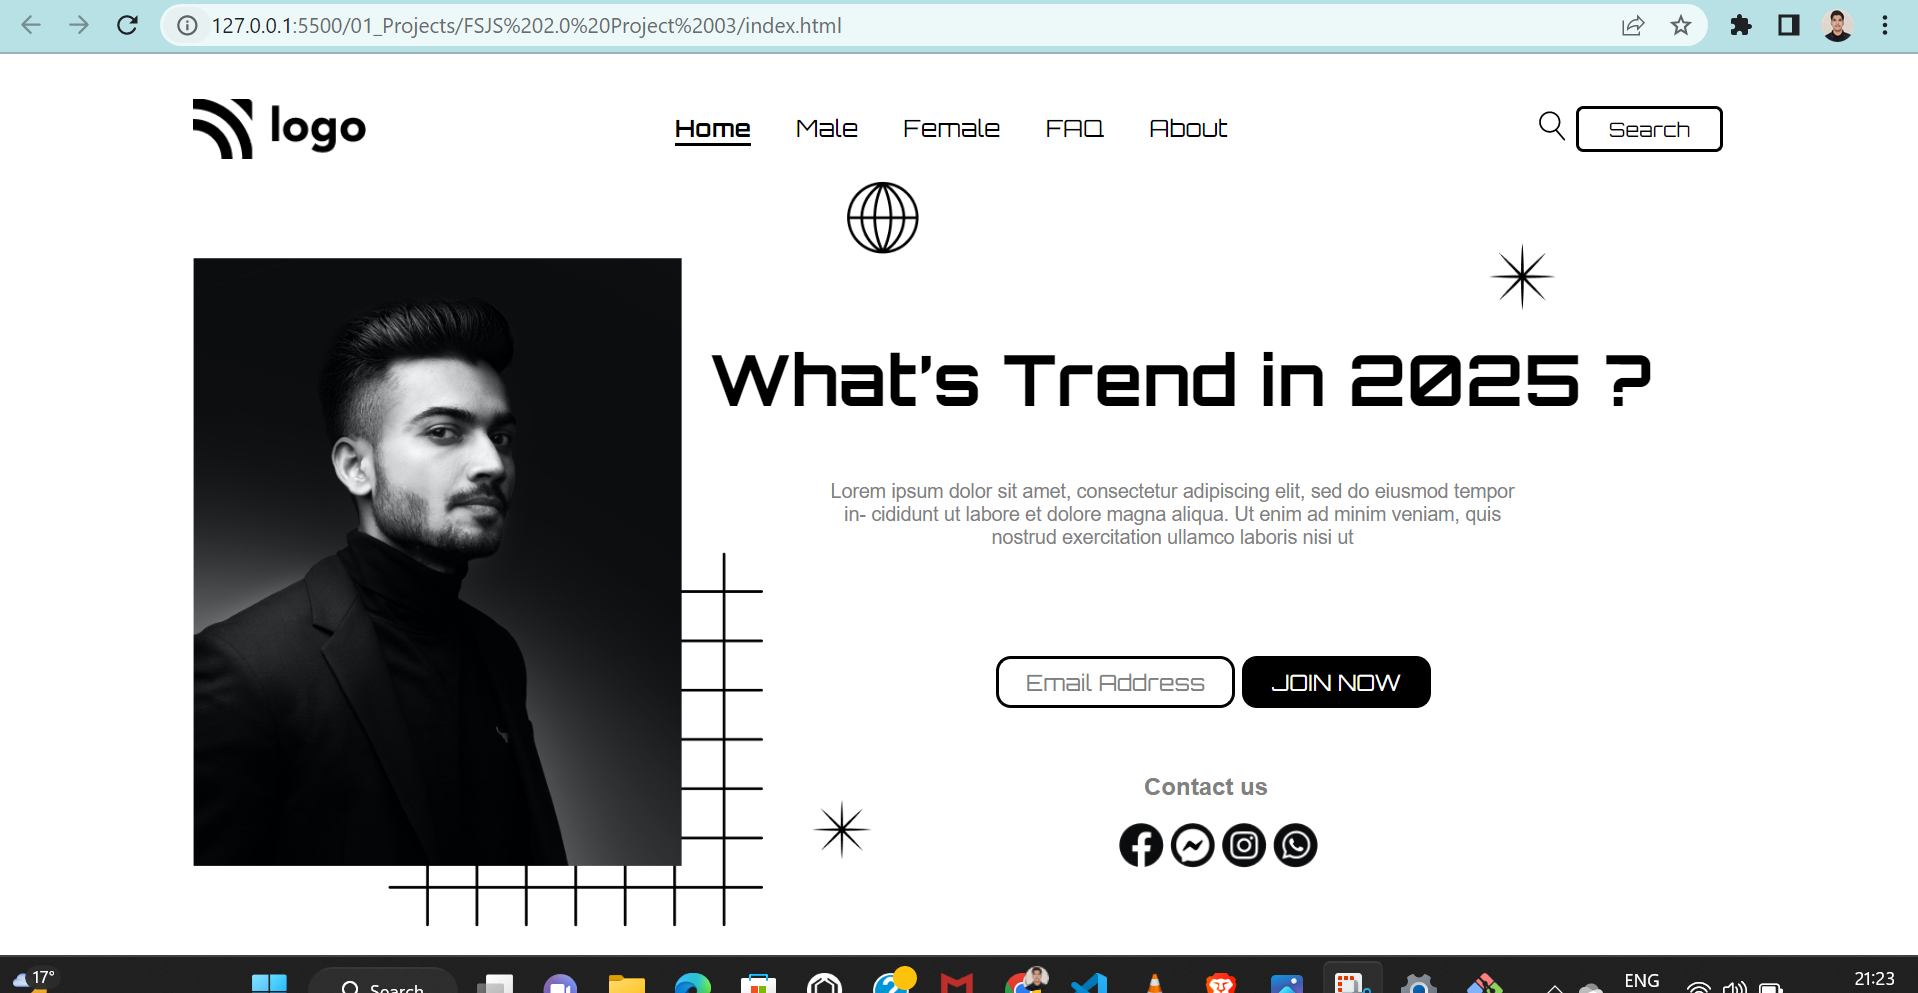 127.0.0.1:5500/01_Projects/FSJS%202.0%20Project%2003/index.html
logo
Home Male Female FAQ About
Search
What's Trend in 2025 ?
Lorem ipsum dolor sit amet, consectetur adipiscing elit, sed do eiusmod tempor
in- cididunt ut labore et dolore magna aliqua. Ut enim ad minim veniam, quis
nostrud exercitation ullamco laboris nisi ut
Email Address JOIN NOW
Contact us
17°
Search
ENG
21:23